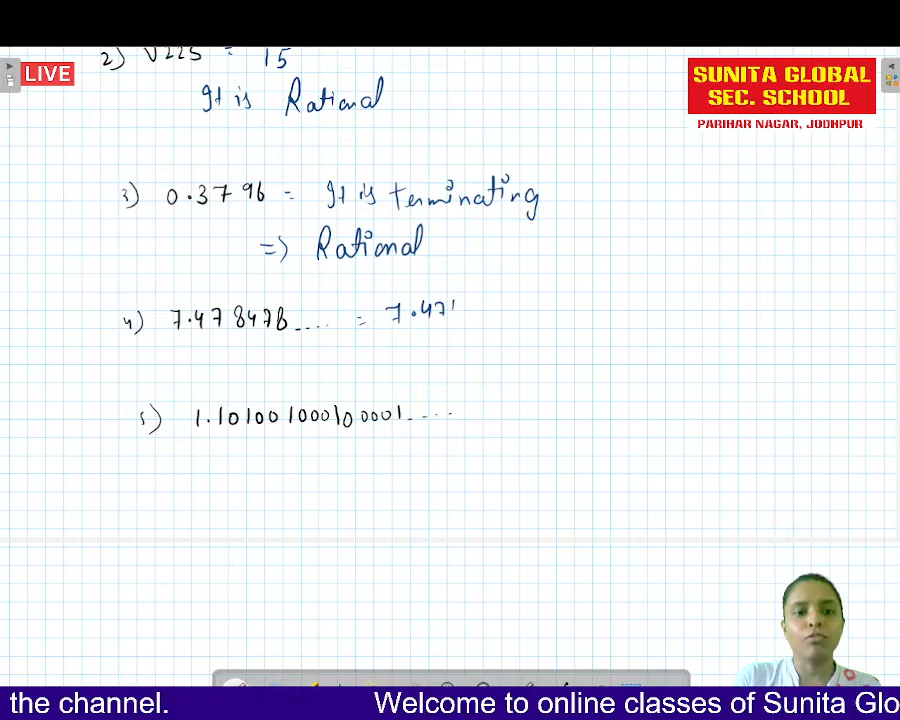 2) √225 = 15
LIVE
SUNITA GLOBAL
SEC. SCHOOL
PARIHAR NAGAR, JODHPUR
It is Rational
3) 0.3796 = It is terminating
=> Rational
4) 7.478478.... = 7.47
5) 1.101001000100001....
the channel. Welcome to online classes of Sunita Glo